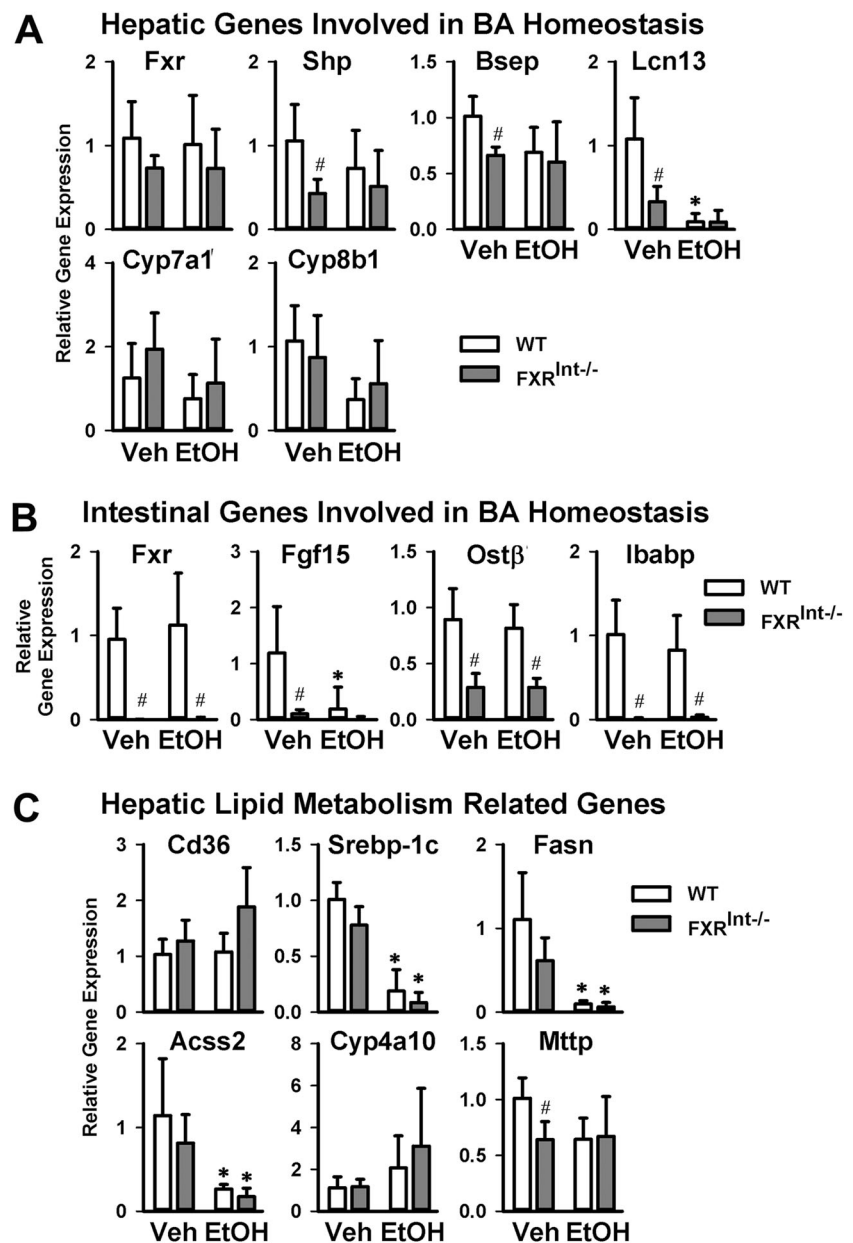 A Hepatic Genes Involved in BA Homeostasis
Fxr Shp Bsep Lcn13
2 2 1.5 2
1 1 1.0 1
0.5
0 0 0.0 0
# # # *
Veh EtOH Veh EtOH
Relative Gene Expression
Cyp7a1 Cyp8b1
4 2
2 1
0 0
Veh EtOH Veh EtOH
WT
FXR Int-/-
B Intestinal Genes Involved in BA Homeostasis
Fxr Fgf15 Ostβ Ibabp
Relative
Gene Expression
2 3 1.5 2
2 1.0
1 1 0.5 1
0 0 0.0 0
# # # * # # # #
Veh EtOH Veh EtOH Veh EtOH Veh EtOH
WT
FXR Int-/-
C Hepatic Lipid Metabolism Related Genes
Cd36 Srebp-1c Fasn
3 1.5 2
2 1.0
1 0.5 1
0 0.0 0
* * * *
WT
FXR Int-/-
Relative Gene Expression
Acss2 Cyp4a10 Mttp
2 8 1.5
6 1.0
1 4
2 0.5
0 0 0.0
* * #
Veh EtOH Veh EtOH Veh EtOH